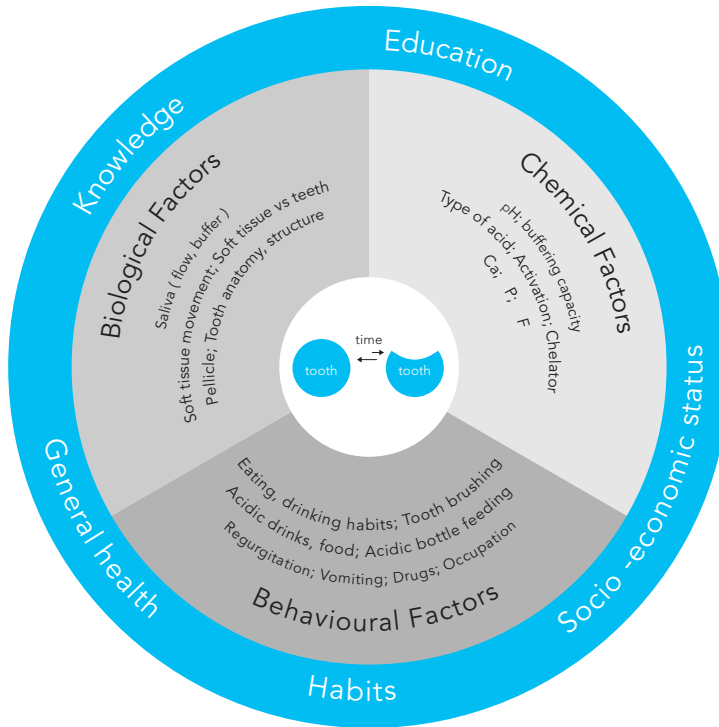 Education
Knowledge
Biological Factors
Saliva ( flow, buffer )
Soft tissue movement; Soft tissue vs teeth
Pellicle; Tooth anatomy, structure
Chemical Factors
pH; buffering capacity
Type of acid; Activation; Chelator
Ca; P; F
time
tooth
tooth
Eating, drinking habits; Tooth brushing
Acidic drinks, food; Acidic bottle feeding
Regurgitation; Vomiting; Drugs; Occupation
Behavioural Factors
General health
Habits
Socio -economic status